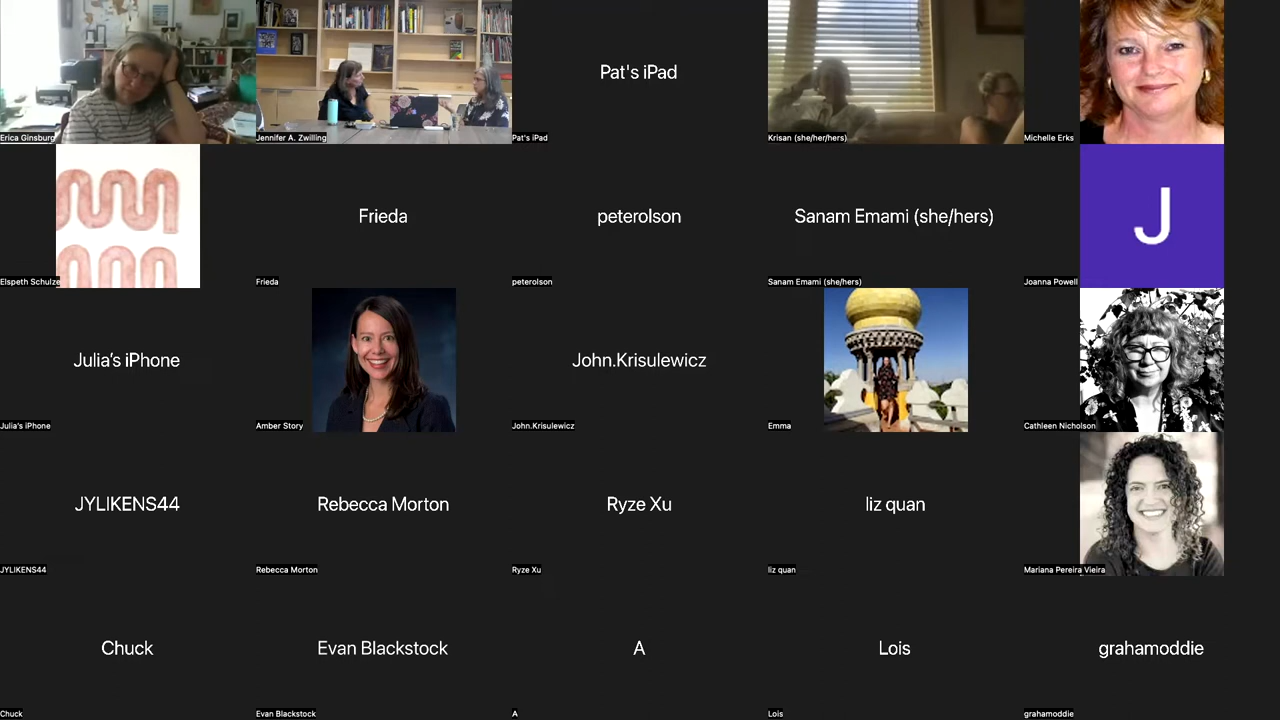 Erica Ginsburg
Jennifer A. Zwilling
Pat's iPad
Pat's iPad
Krisan (she/her/hers)
Michelle Erks
Elspeth Schulze
Frieda
Frieda
peterolson
peterolson
Sanam Emami (she/hers)
Sanam Emami (she/hers)
J
Joanna Powell
Julia’s iPhone
Julia's iPhone
Amber Story
John.Krisulewicz
John.Krisulewicz
Emma
Cathleen Nicholson
JYLIKENS44
JYLIKENS44
Rebecca Morton
Rebecca Morton
Ryze Xu
Ryze Xu
liz quan
liz quan
Mariana Pereira Vieira
Chuck
Chuck
Evan Blackstock
Evan Blackstock
A
A
Lois
Lois
grahamoddie
grahamoddie